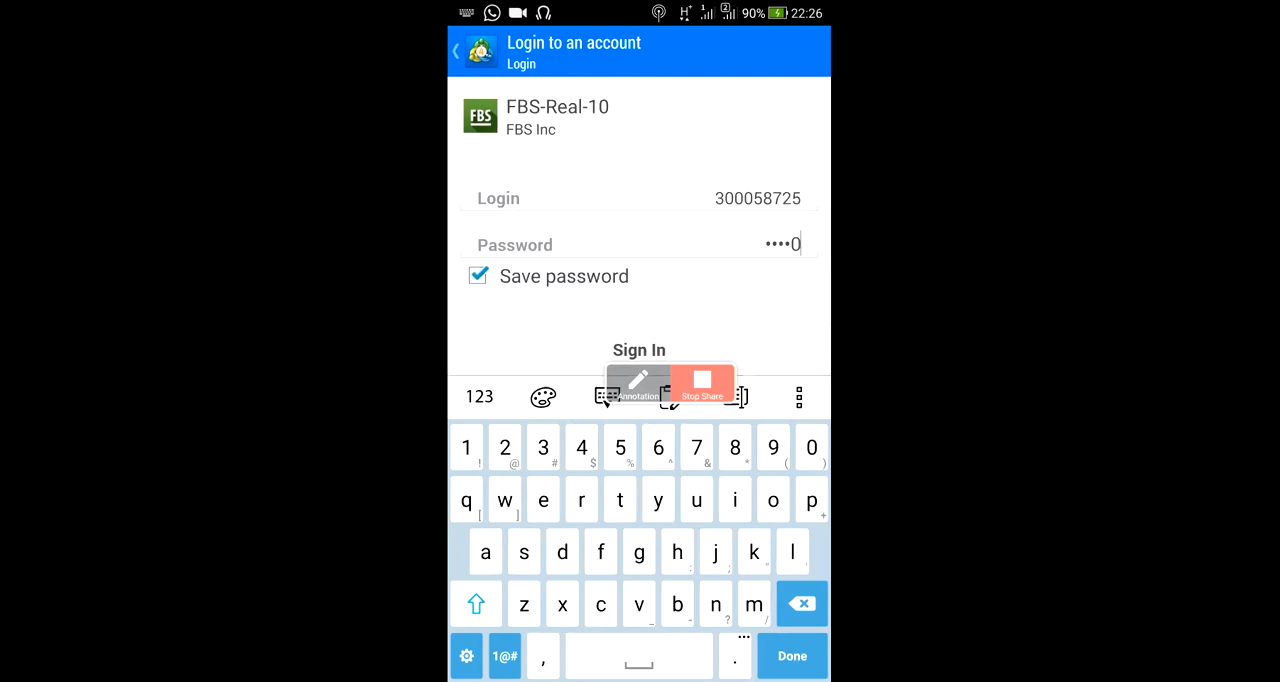 90% 22:26
Login to an account
Login
FBS FBS-Real-10
FBS Inc
Login 300058725
Password ••••0
Save password
Sign In
Annotation Stop Share
123
1 2 3 4 5 6 7 8 9 0
! @ # $ % ^ & * ( )
q w e r t y u i o p
[ ] +
a s d f g h j k l
: ; " '
z x c v b n m
_ - ? /
1@# , . Done